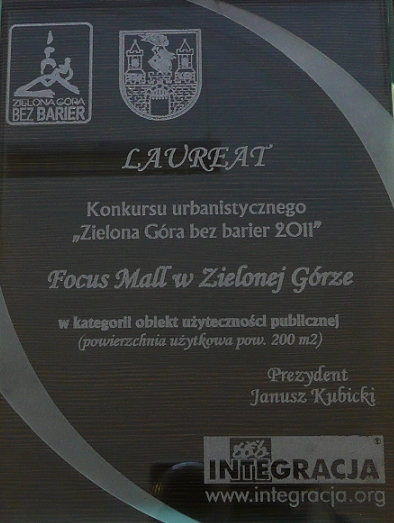 ZIELONA GÓRA
BEZ BARIER
LAUREAT
Konkursu urbanistycznego
„Zielona Góra bez barier 2011"
Focus Mall w Zielonej Górze
w kategorii obiekt użyteczności publicznej
(powierzchnia użytkowa pow. 200 m2)
Prezydent
Janusz Kubicki
INTEGRACJA
www.integracja.org